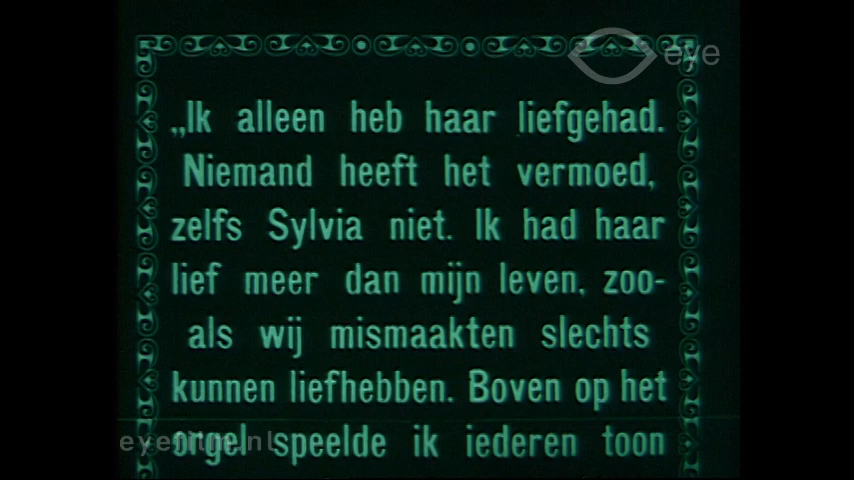 eye
„Ik alleen heb haar liefgehad.
Niemand heeft het vermoed,
zelfs Sylvia niet. Ik had haar
lief meer dan mijn leven, zoo-
als wij mismaakten slechts
kunnen liefhebben. Boven op het
orgel speelde ik iederen toon
eyefilm.nl